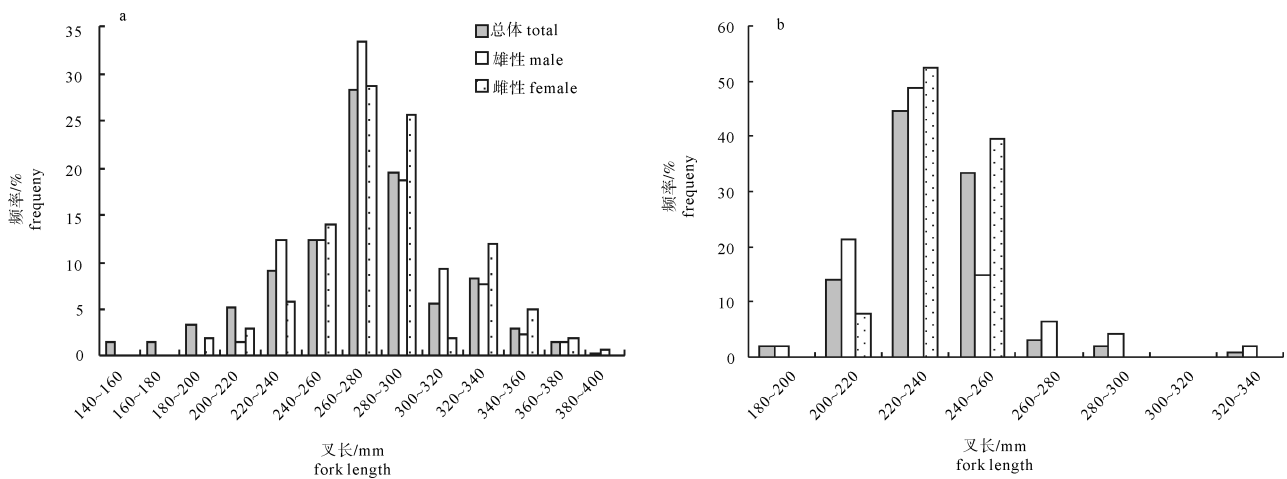 a
35
30
25
20
15
10
5
0
频率/%
frequeny
总体 total
雄性 male
雌性 female
140~160
160~180
180~200
200~220
220~240
240~260
260~280
280~300
300~320
320~340
340~360
360~380
380~400
叉长/mm
fork length
b
60
50
40
30
20
10
0
频率/%
frequeny
180~200
200~220
220~240
240~260
260~280
280~300
300~320
320~340
叉长/mm
fork length